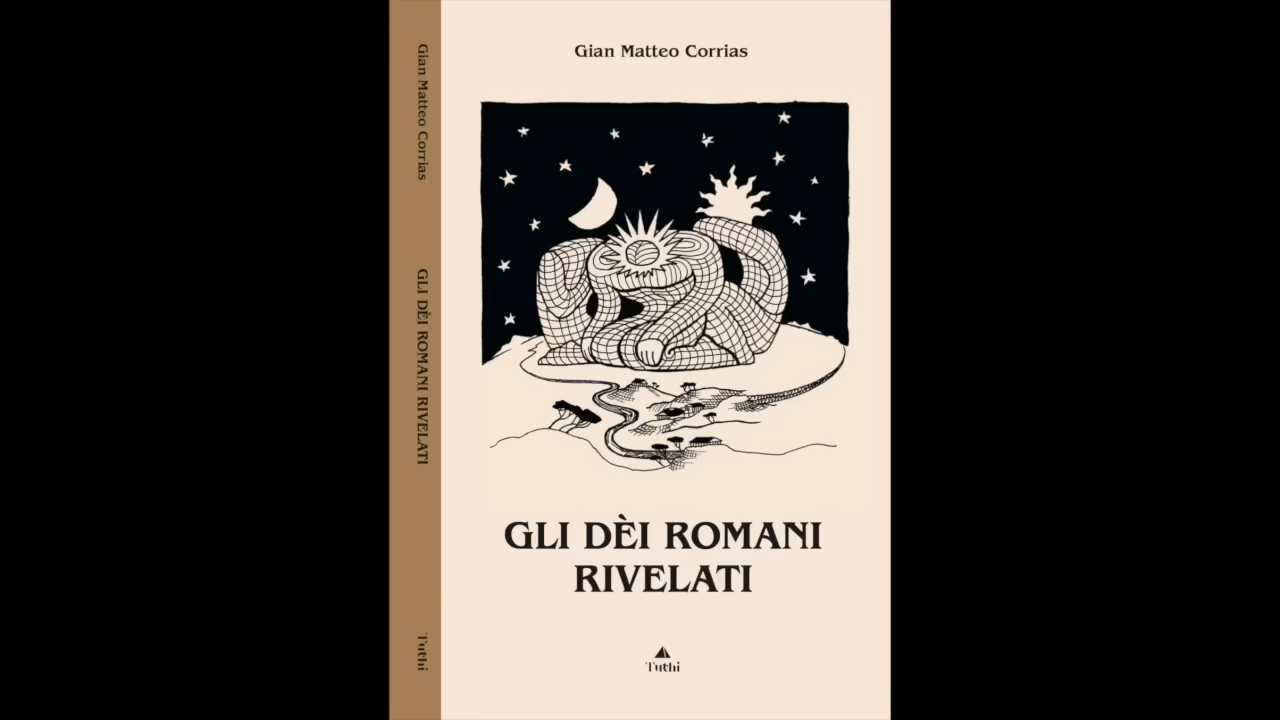 Gian Matteo Corrias
GLI DÈI ROMANI RIVELATI
Tuthi
Gian Matteo Corrias
GLI DÈI ROMANI
RIVELATI
Tuthi